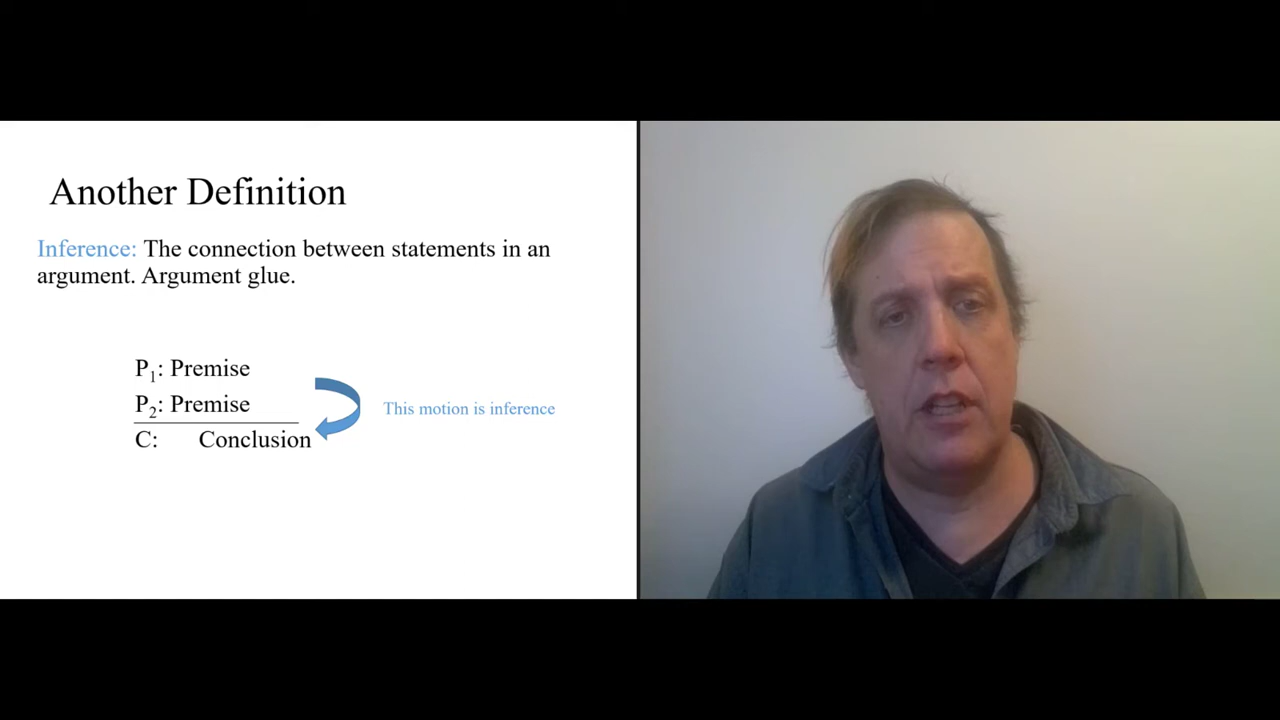 Another Definition
Inference: The connection between statements in an
argument. Argument glue.
P₁: Premise
P₂: Premise
This motion is inference
C: Conclusion